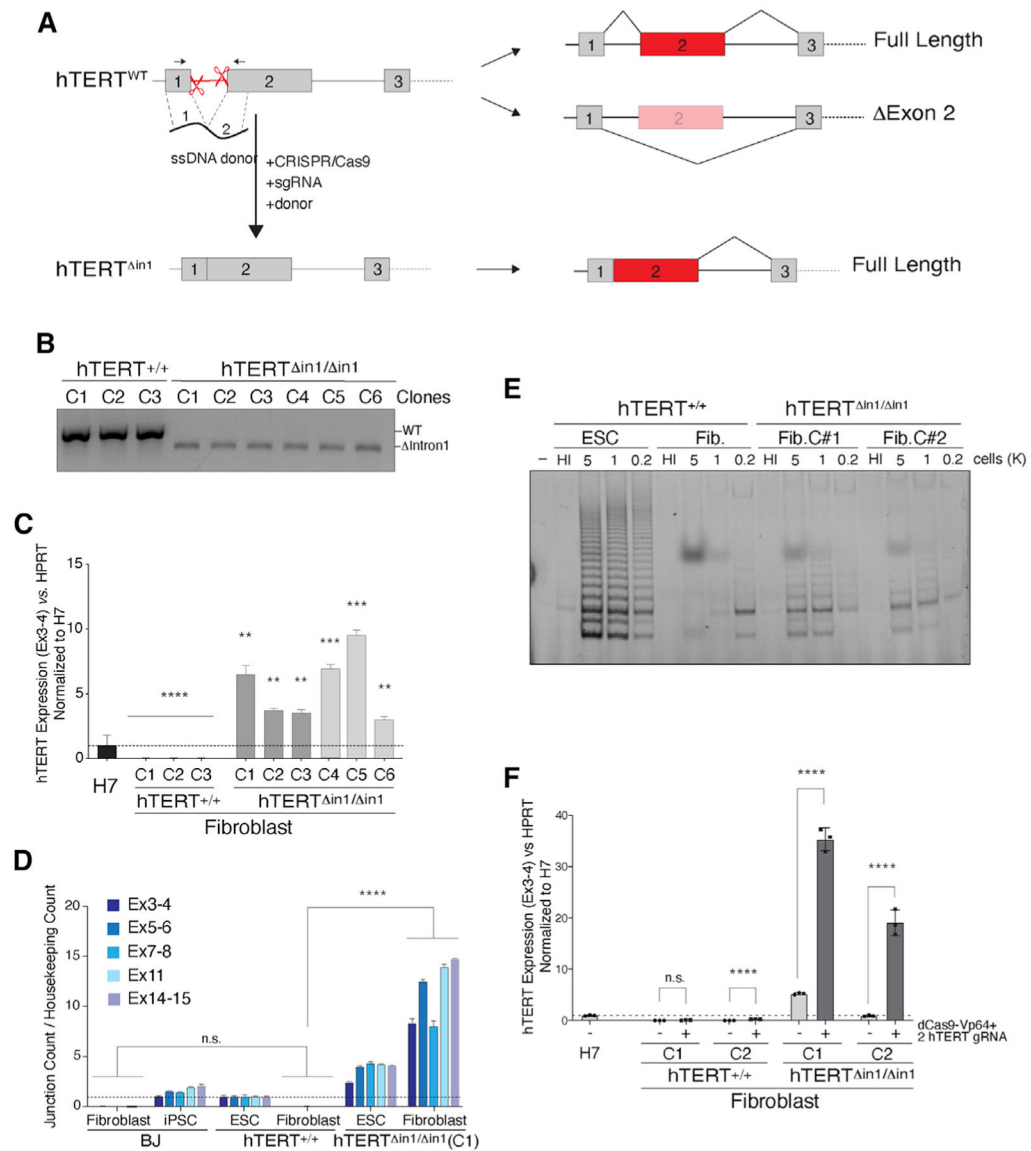 A
hTERTWT
1
2
3
1
2
ssDNA donor
+CRISPR/Cas9
+sgRNA
+donor
1
2
3
Full Length
1
2
3
ΔExon 2
hTERTΔin1
1
2
3
1
2
3
Full Length
B
hTERT+/+
hTERTΔin1/Δin1
C1 C2 C3 C1 C2 C3 C4 C5 C6 Clones
-WT
-ΔIntron1
C
hTERT Expression (Ex3-4) vs. HPRT
Normalized to H7
15
10
5
0
****
**
**
**
***
***
**
H7
C1 C2 C3 C1 C2 C3 C4 C5 C6
hTERT+/+ hTERTΔin1/Δin1
Fibroblast
D
Junction Count / Housekeeping Count
20
15
10
5
0
Ex3-4
Ex5-6
Ex7-8
Ex11
Ex14-15
n.s.
****
Fibroblast iPSC ESC Fibroblast ESC Fibroblast
BJ hTERT+/+ hTERTΔin1/Δin1(C1)
E
hTERT+/+ hTERTΔin1/Δin1
ESC Fib. Fib.C#1 Fib.C#2
– HI 5 1 0.2 HI 5 1 0.2 HI 5 1 0.2 HI 5 1 0.2 cells (K)
F
hTERT Expression (Ex3-4) vs HPRT
Normalized to H7
40
30
20
10
0
n.s.
****
****
****
- - + - + - + - +
dCas9-Vp64+
2 hTERT gRNA
H7 C1 C2 C1 C2
hTERT+/+ hTERTΔin1/Δin1
Fibroblast